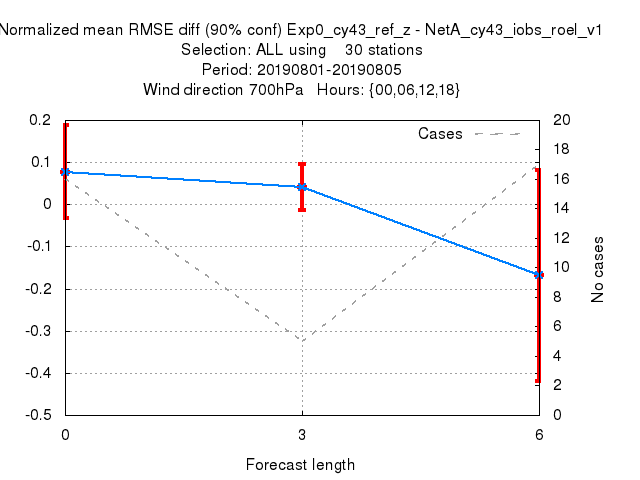 Normalized mean RMSE diff (90% conf) Exp0_cy43_ref_z - NetA_cy43_iobs_roel_v1
Selection: ALL using 30 stations
Period: 20190801-20190805
Wind direction 700hPa Hours: {00,06,12,18}
Cases
0.2
0.1
0
-0.1
-0.2
-0.3
-0.4
-0.5
20
18
16
14
12
10
8
6
4
2
0
No cases
0 3 6
Forecast length